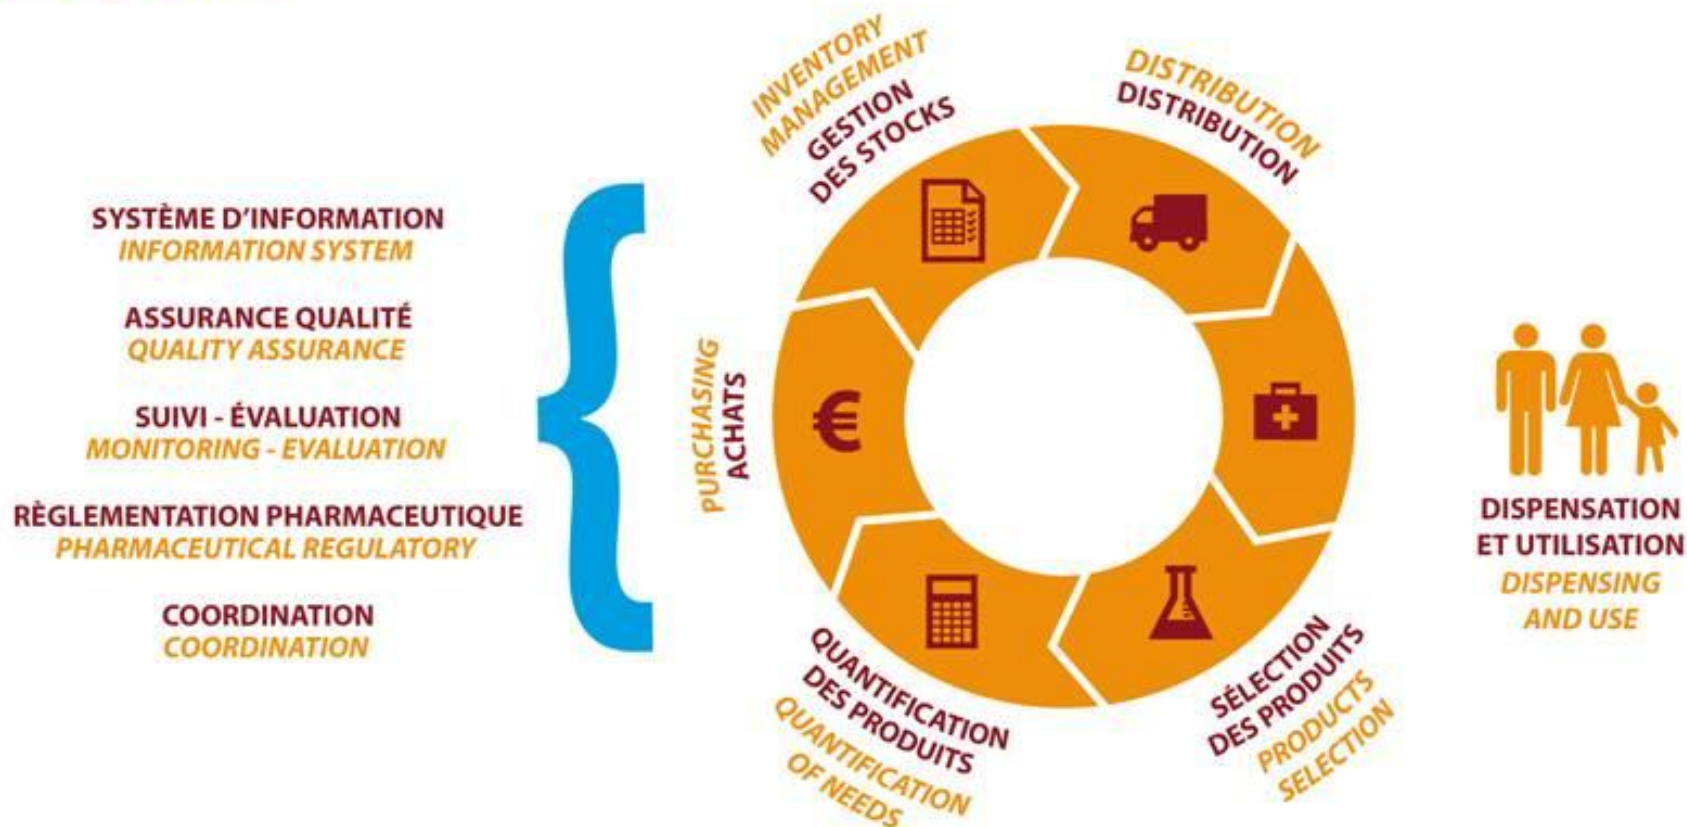 INVENTORY
MANAGEMENT
GESTION
DES STOCKS
DISTRIBUTION
DISTRIBUTION
SYSTÈME D'INFORMATION
INFORMATION SYSTEM
ASSURANCE QUALITÉ
QUALITY ASSURANCE
SUIVI - ÉVALUATION
MONITORING - EVALUATION
RÈGLEMENTATION PHARMACEUTIQUE
PHARMACEUTICAL REGULATORY
COORDINATION
COORDINATION
PURCHASING
ACHATS
€
QUANTIFICATION
DES PRODUITS
QUANTIFICATION
OF NEEDS
SÉLECTION
DES PRODUITS
PRODUCTS
SELECTION
DISPENSATION
ET UTILISATION
DISPENSING
AND USE